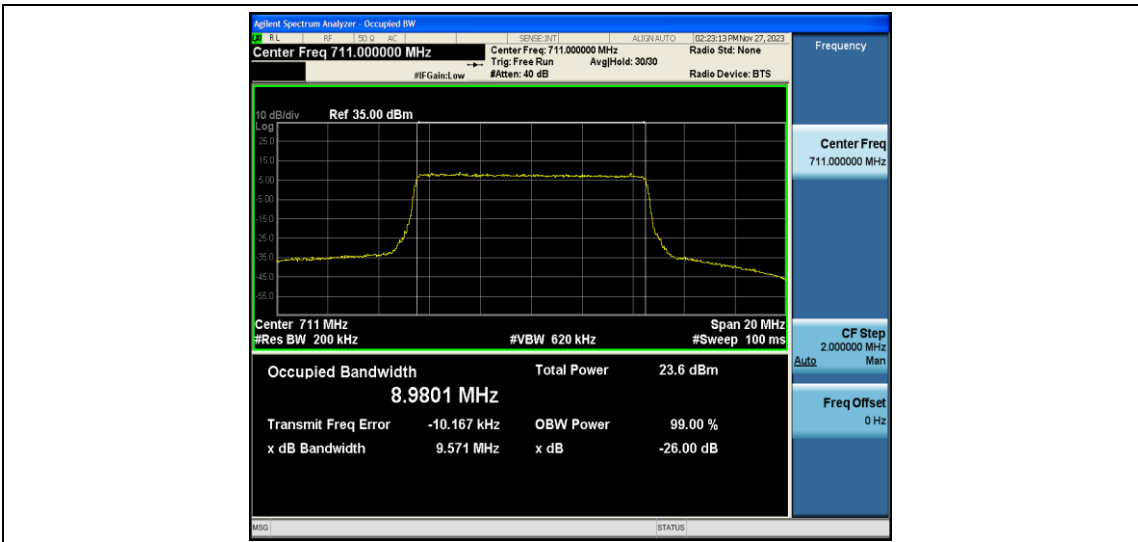 Agilent Spectrum Analyzer - Occupied BW
RL RF 50 Ω AC SENSE:INT ALIGN AUTO 02:23:13 PM Nov 27, 2023
Center Freq 711.000000 MHz Center Freq: 711.000000 MHz Radio Std: None
Trig: Free Run Avg|Hold: 30/30
#IFGain:Low #Atten: 40 dB Radio Device: BTS
10 dB/div Ref 35.00 dBm
Log
25.0
15.0
5.00
-5.00
-15.0
-25.0
-35.0
-45.0
-55.0
Center 711 MHz Span 20 MHz
#Res BW 200 kHz #VBW 620 kHz #Sweep 100 ms
Occupied Bandwidth Total Power 23.6 dBm
8.9801 MHz
Transmit Freq Error -10.167 kHz OBW Power 99.00 %
x dB Bandwidth 9.571 MHz x dB -26.00 dB
MSG STATUS
Frequency
Center Freq
711.000000 MHz
CF Step
2.000000 MHz
Auto Man
Freq Offset
0 Hz